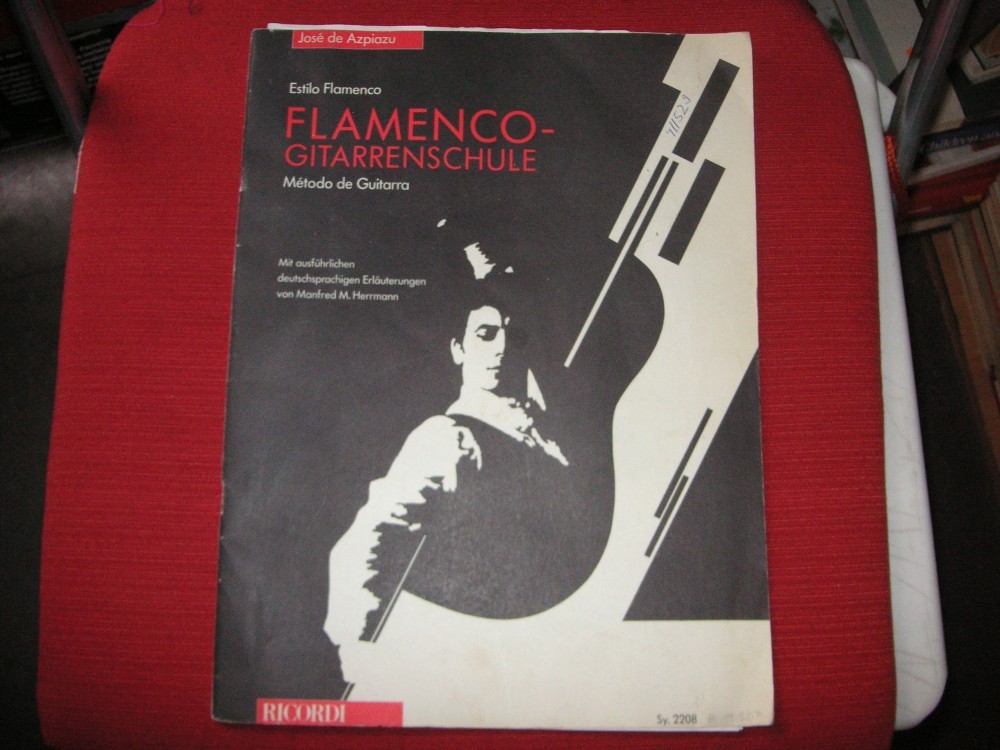 José de Azpiazu
Estilo Flamenco
FLAMENCO-
GITARRENSCHULE
Método de Guitarra
Mit ausführlichen
deutschsprachigen Erläuterungen
von Manfred M. Herrmann
RICORDI
Sy. 2208